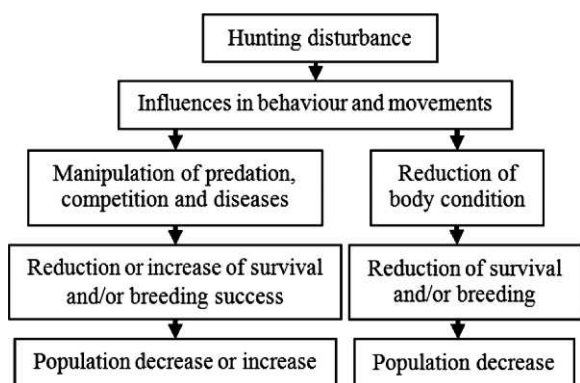 Hunting disturbance
Influences in behaviour and movements
Manipulation of predation,
competition and diseases
Reduction of
body condition
Reduction or increase of survival
and/or breeding success
Reduction of survival
and/or breeding
Population decrease or increase
Population decrease